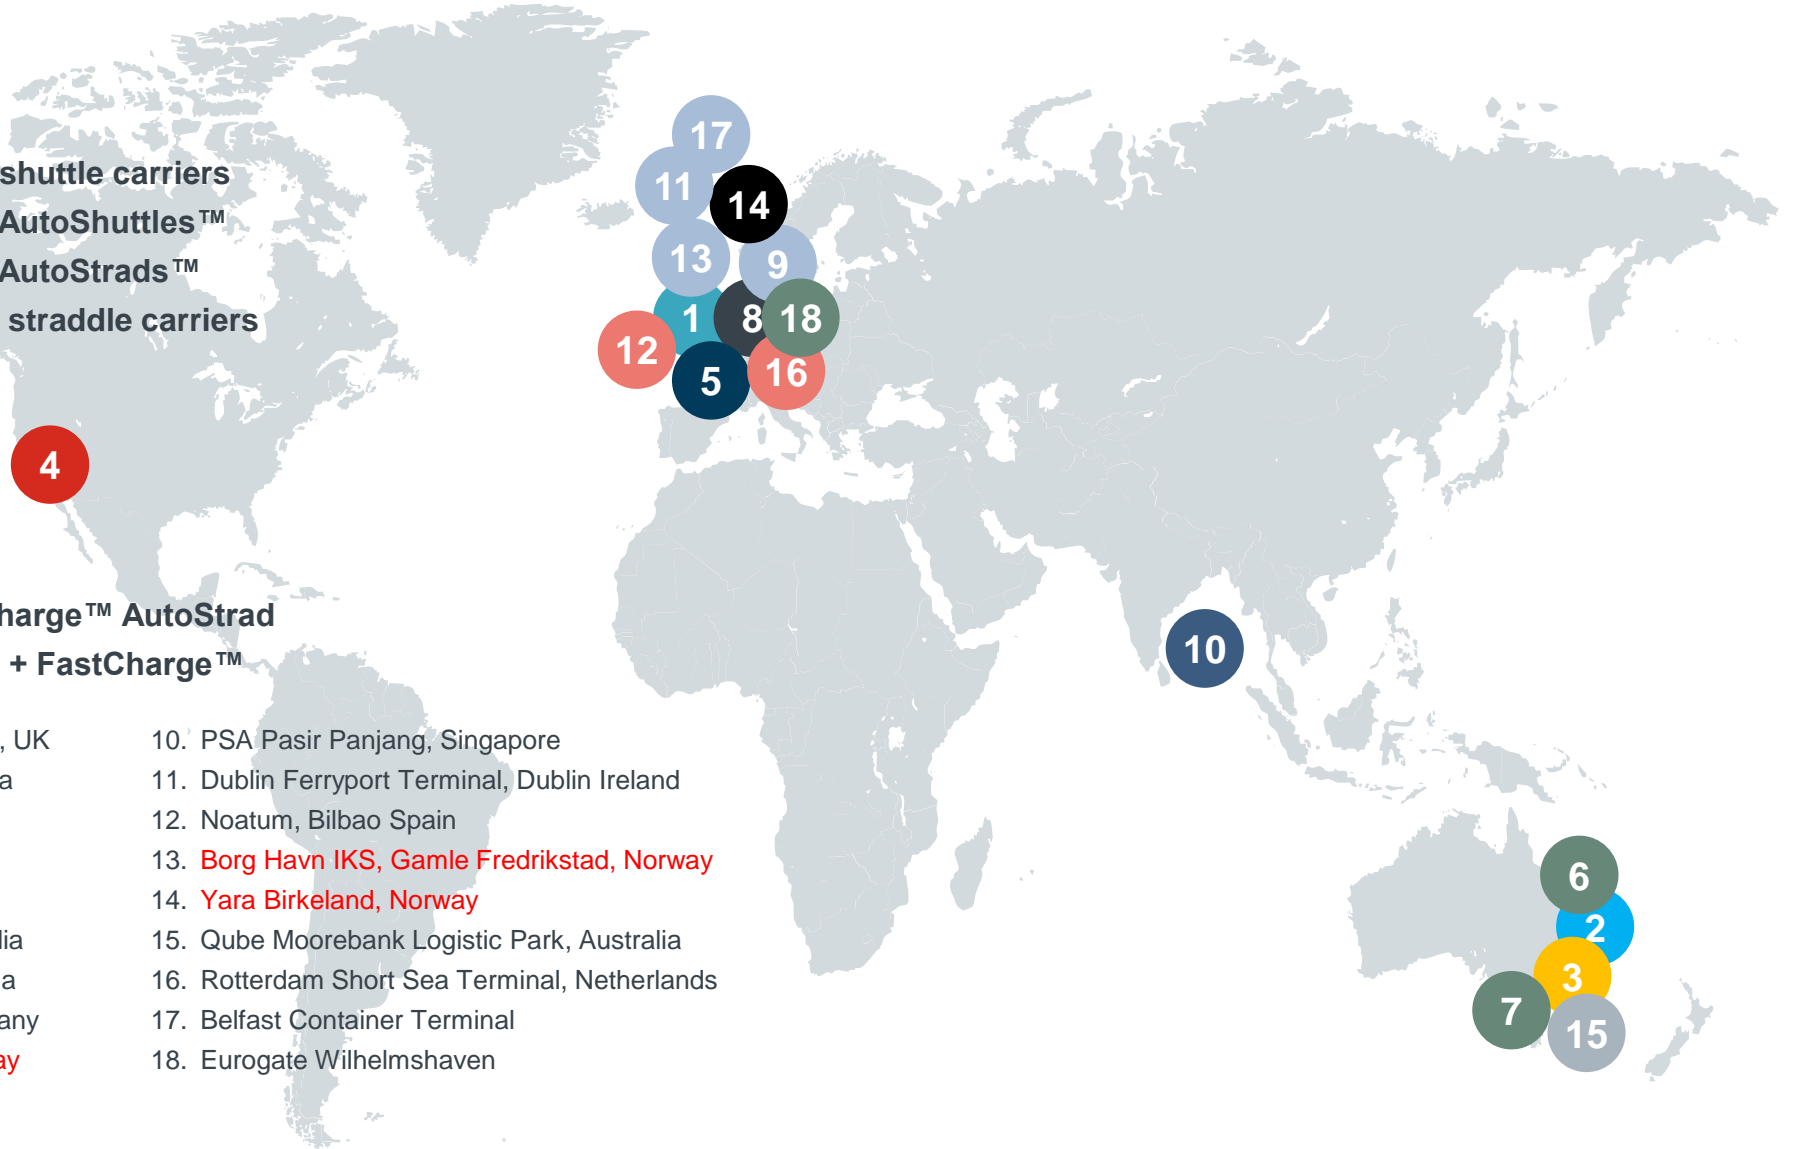 17
11
14
13
9
1
8
18
12
5
16
4
10
6
2
3
7
15
shuttle carriers
AutoShuttles™
AutoStrads™
straddle carriers
harge™ AutoStrad
+ FastCharge™
, UK
a
lia
a
any
ay
10. PSA Pasir Panjang, Singapore
11. Dublin Ferryport Terminal, Dublin Ireland
12. Noatum, Bilbao Spain
13. Borg Havn IKS, Gamle Fredrikstad, Norway
14. Yara Birkeland, Norway
15. Qube Moorebank Logistic Park, Australia
16. Rotterdam Short Sea Terminal, Netherlands
17. Belfast Container Terminal
18. Eurogate Wilhelmshaven